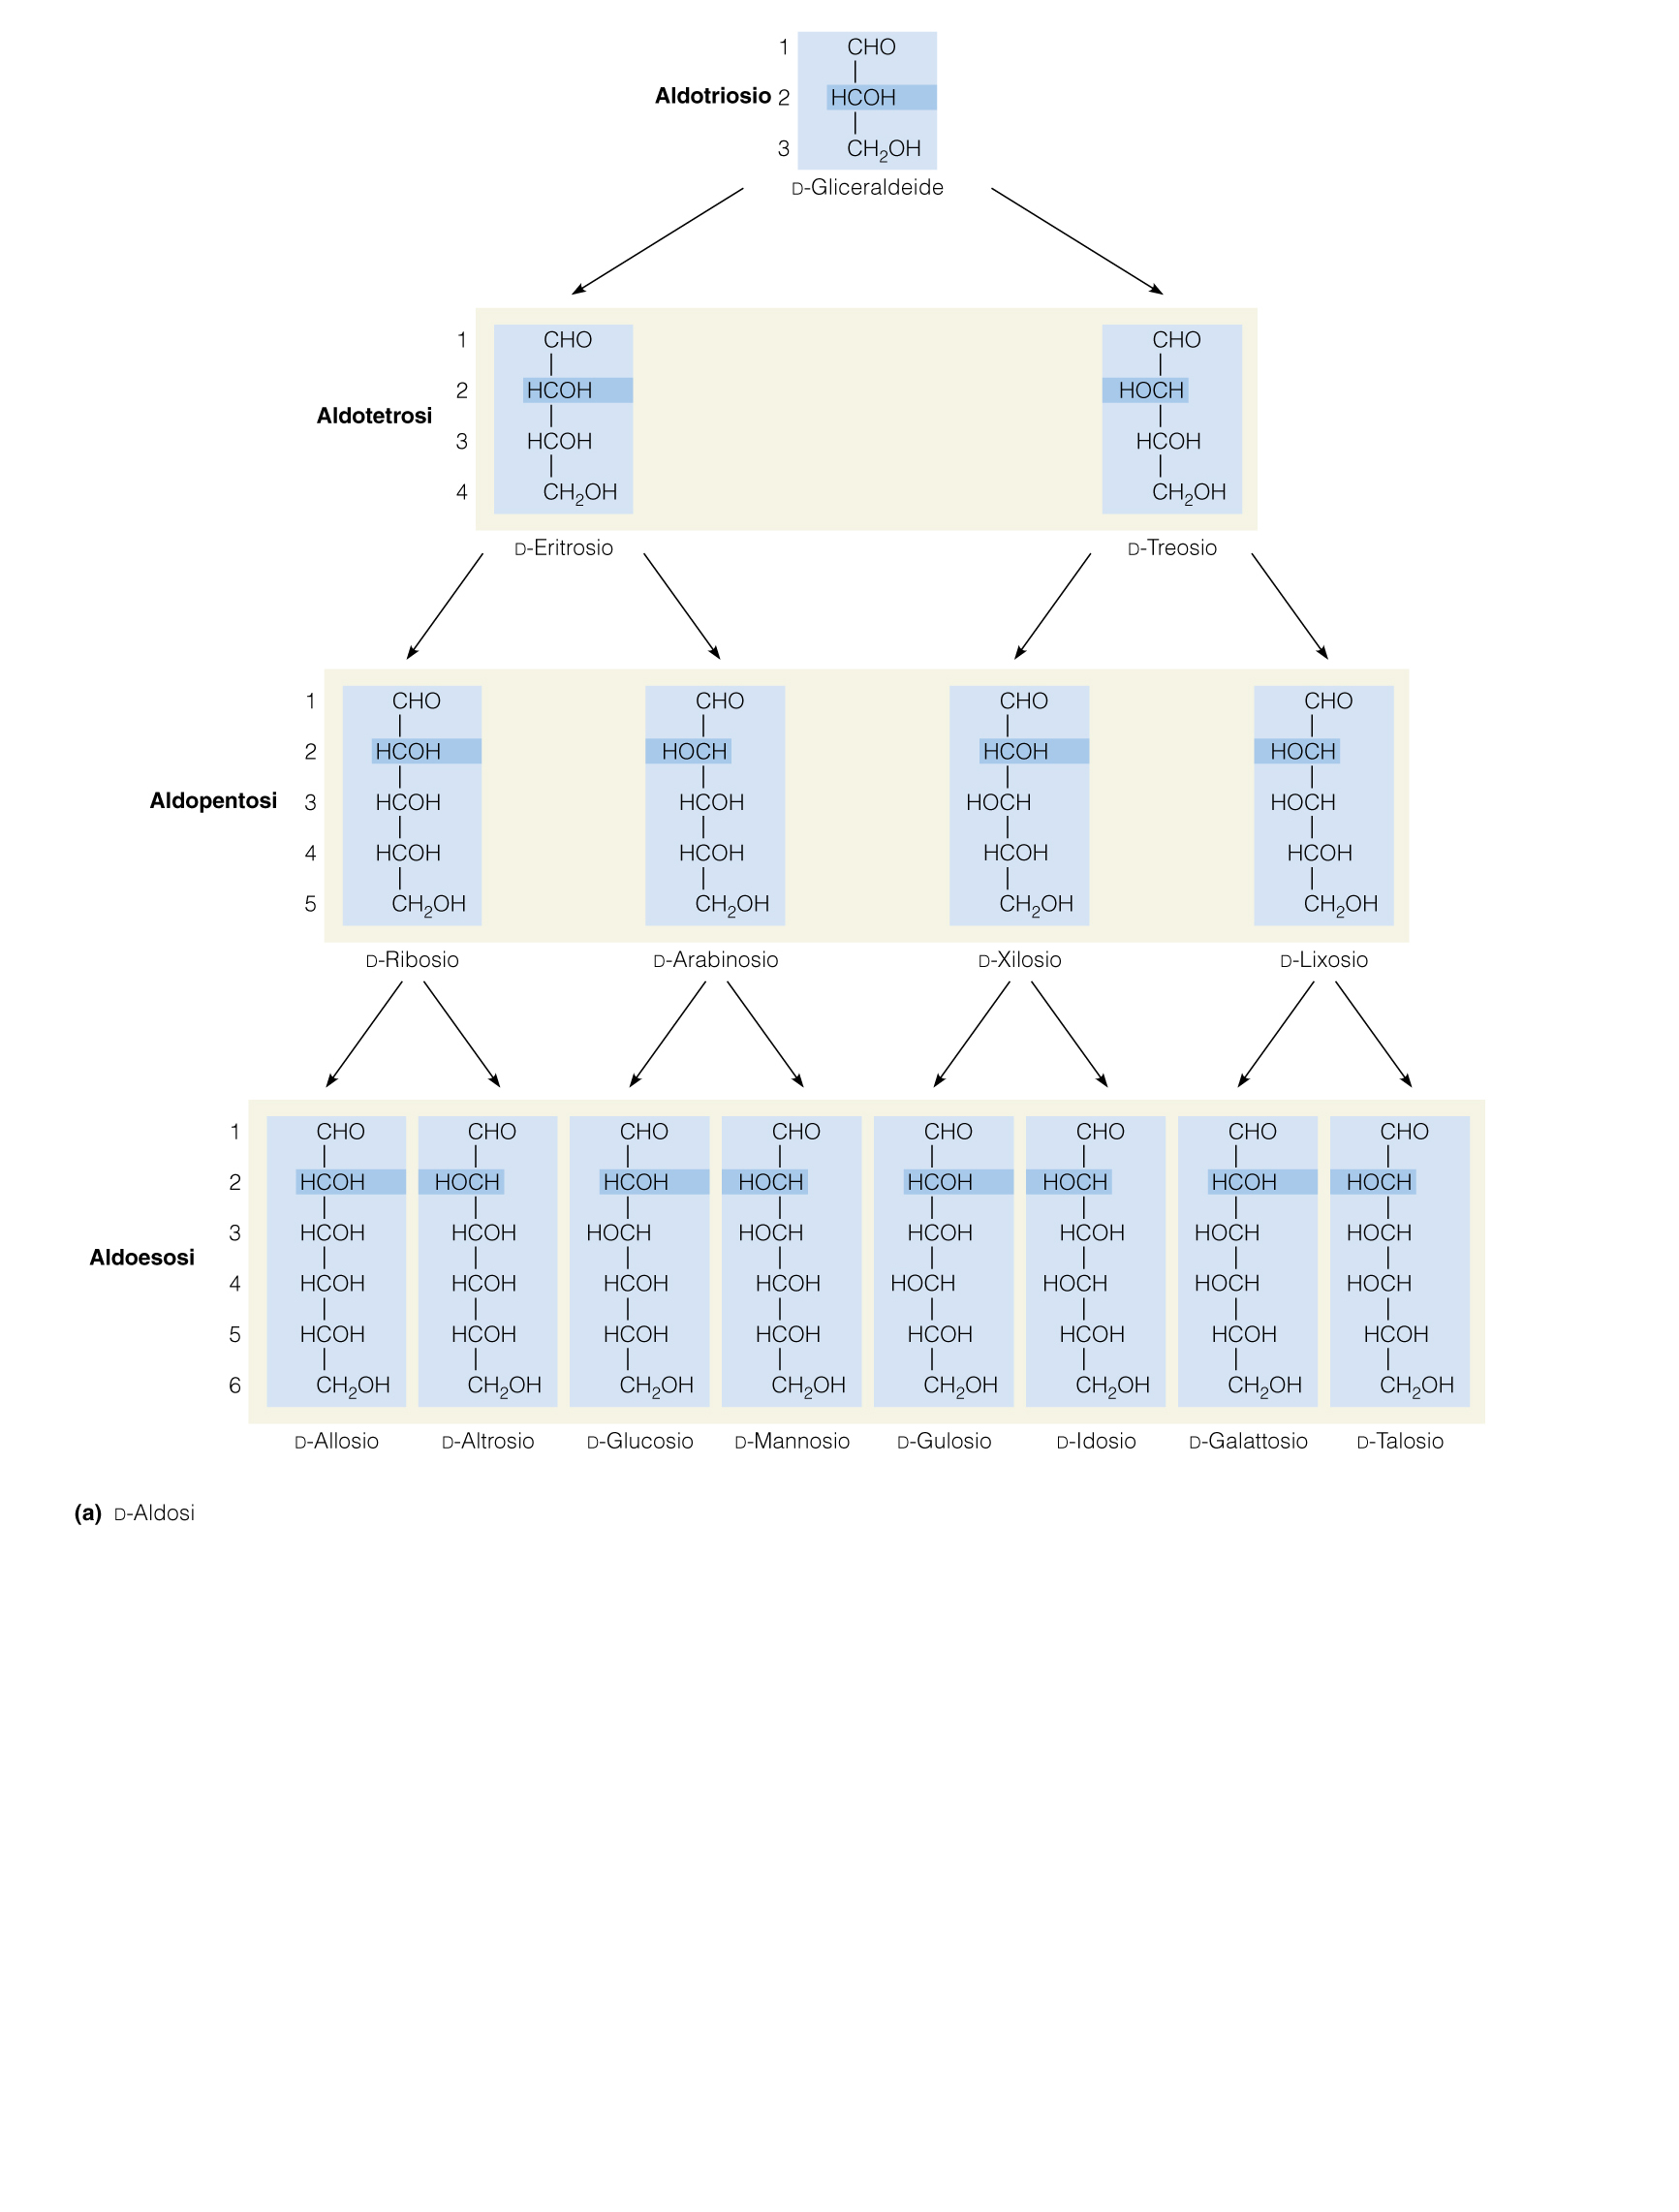 1 CHO
Aldotriosio 2 HCOH
3 CH2OH
D-Gliceraldeide
1 CHO CHO
2 HCOH HOCH
Aldotetrosi
3 HCOH HCOH
4 CH2OH CH2OH
D-Eritrosio D-Treosio
1 CHO CHO CHO CHO
2 HCOH HOCH HCOH HOCH
Aldopentosi 3 HCOH HCOH HOCH HOCH
4 HCOH HCOH HCOH HCOH
5 CH2OH CH2OH CH2OH CH2OH
D-Ribosio D-Arabinosio D-Xilosio D-Lixosio
1 CHO CHO CHO CHO CHO CHO CHO CHO
2 HCOH HOCH HCOH HOCH HCOH HOCH HCOH HOCH
3 HCOH HCOH HOCH HOCH HCOH HCOH HOCH HOCH
Aldoesosi
4 HCOH HCOH HCOH HCOH HOCH HOCH HOCH HOCH
5 HCOH HCOH HCOH HCOH HCOH HCOH HCOH HCOH
6 CH2OH CH2OH CH2OH CH2OH CH2OH CH2OH CH2OH CH2OH
D-Allosio D-Altrosio D-Glucosio D-Mannosio D-Gulosio D-Idosio D-Galattosio D-Talosio
(a) D-Aldosi